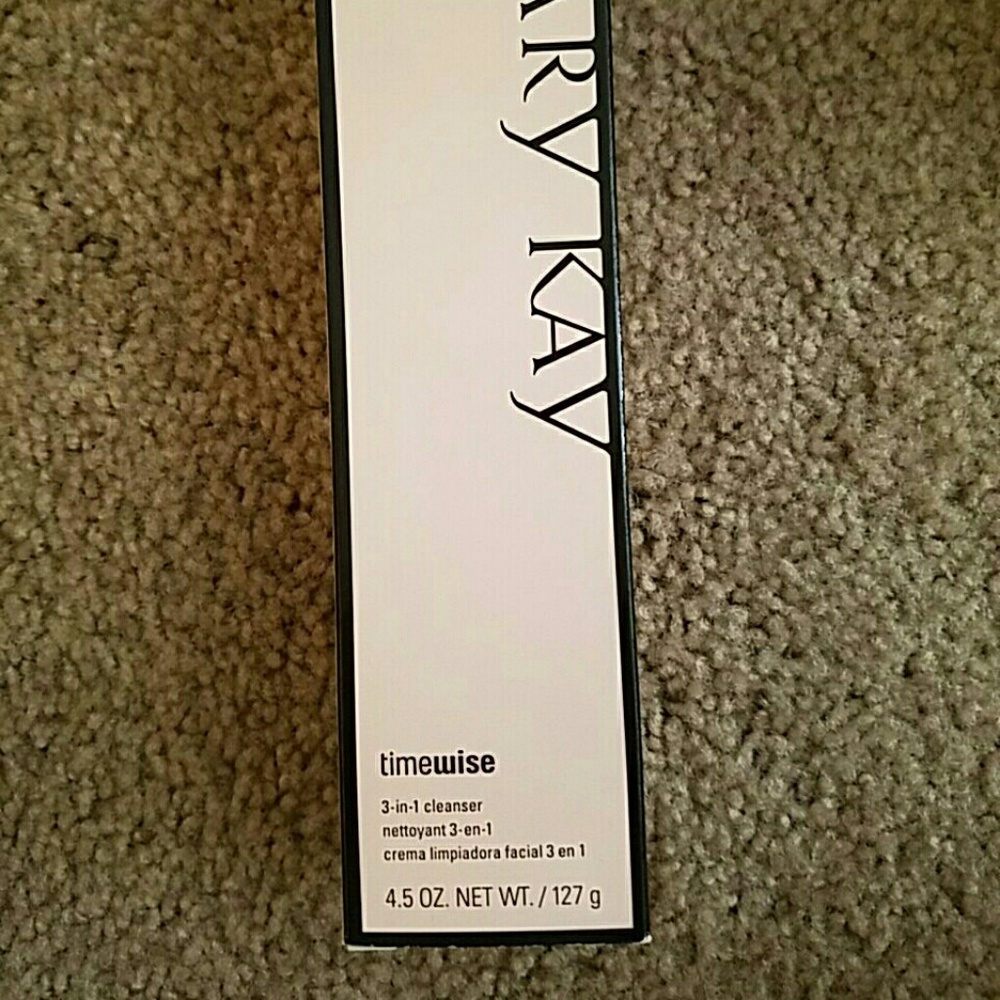 ARY KAY
timewise
3-in-1 cleanser
nettoyant 3-en-1
crema limpiadora facial 3 en 1
4.5 OZ. NET WT. / 127 g